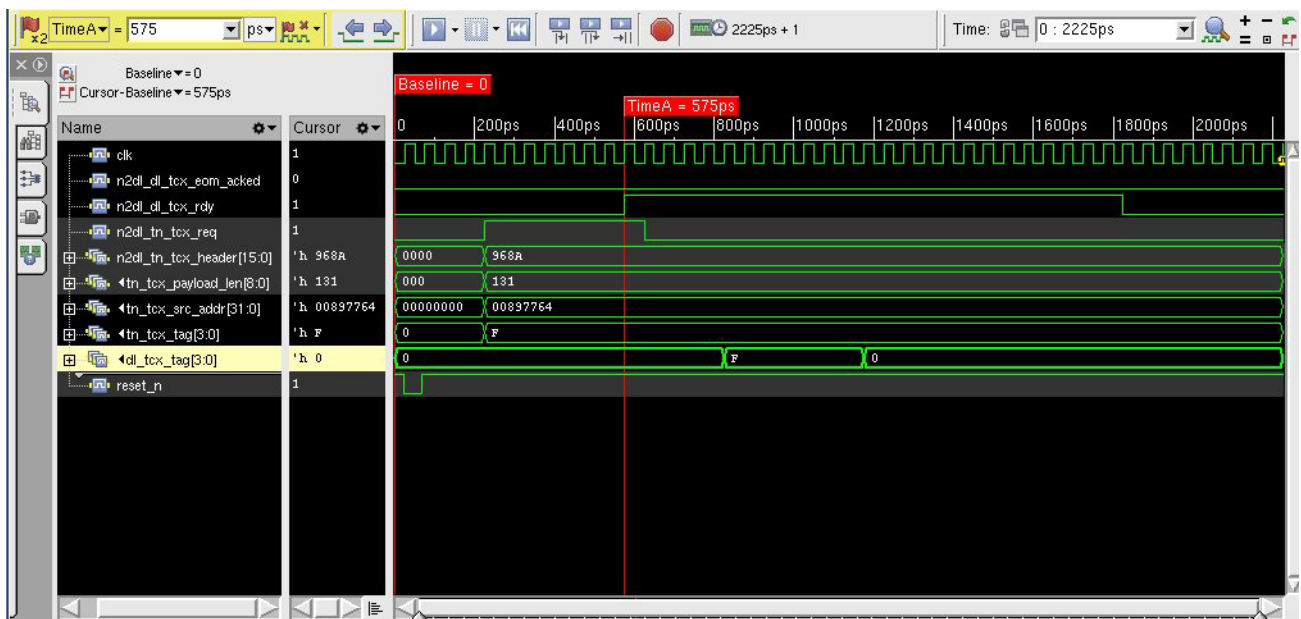 x2 TimeA = 575 ps 2225ps + 1 Time: 0 : 2225ps
Baseline = 0
Cursor-Baseline = 575ps
Baseline = 0
TimeA = 575ps
Name Cursor 0 200ps 400ps 600ps 800ps 1000ps 1200ps 1400ps 1600ps 1800ps 2000ps
clk 1
n2dl_dl_tcx_eom_acked 0
n2dl_dl_tcx_rdy 1
n2dl_tn_tcx_req 1
n2dl_tn_tcx_header[15:0] 'h 968A 0000 968A
tn_tcx_payload_len[8:0] 'h 131 000 131
tn_tcx_src_addr[31:0] 'h 00897764 00000000 00897764
tn_tcx_tag[3:0] 'h F 0 F
dl_tcx_tag[3:0] 'h 0 0 F 0
reset_n 1